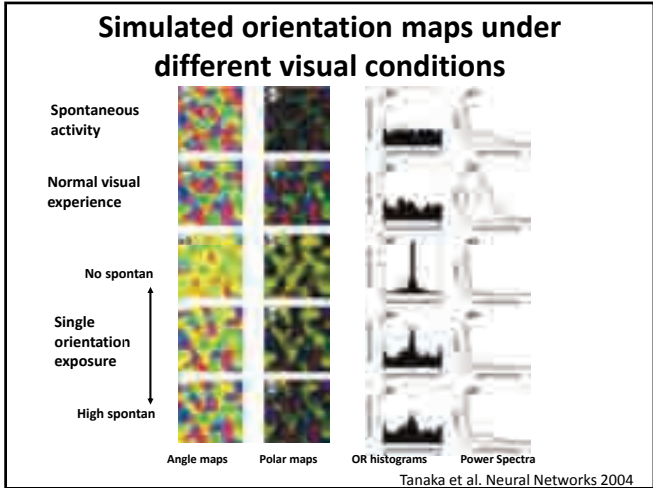 Simulated orientation maps under
different visual conditions
Spontaneous
activity
Normal visual
experience
No spontan
Single
orientation
exposure
High spontan
Angle maps
Polar maps
OR histograms
Power Spectra
Tanaka et al. Neural Networks 2004